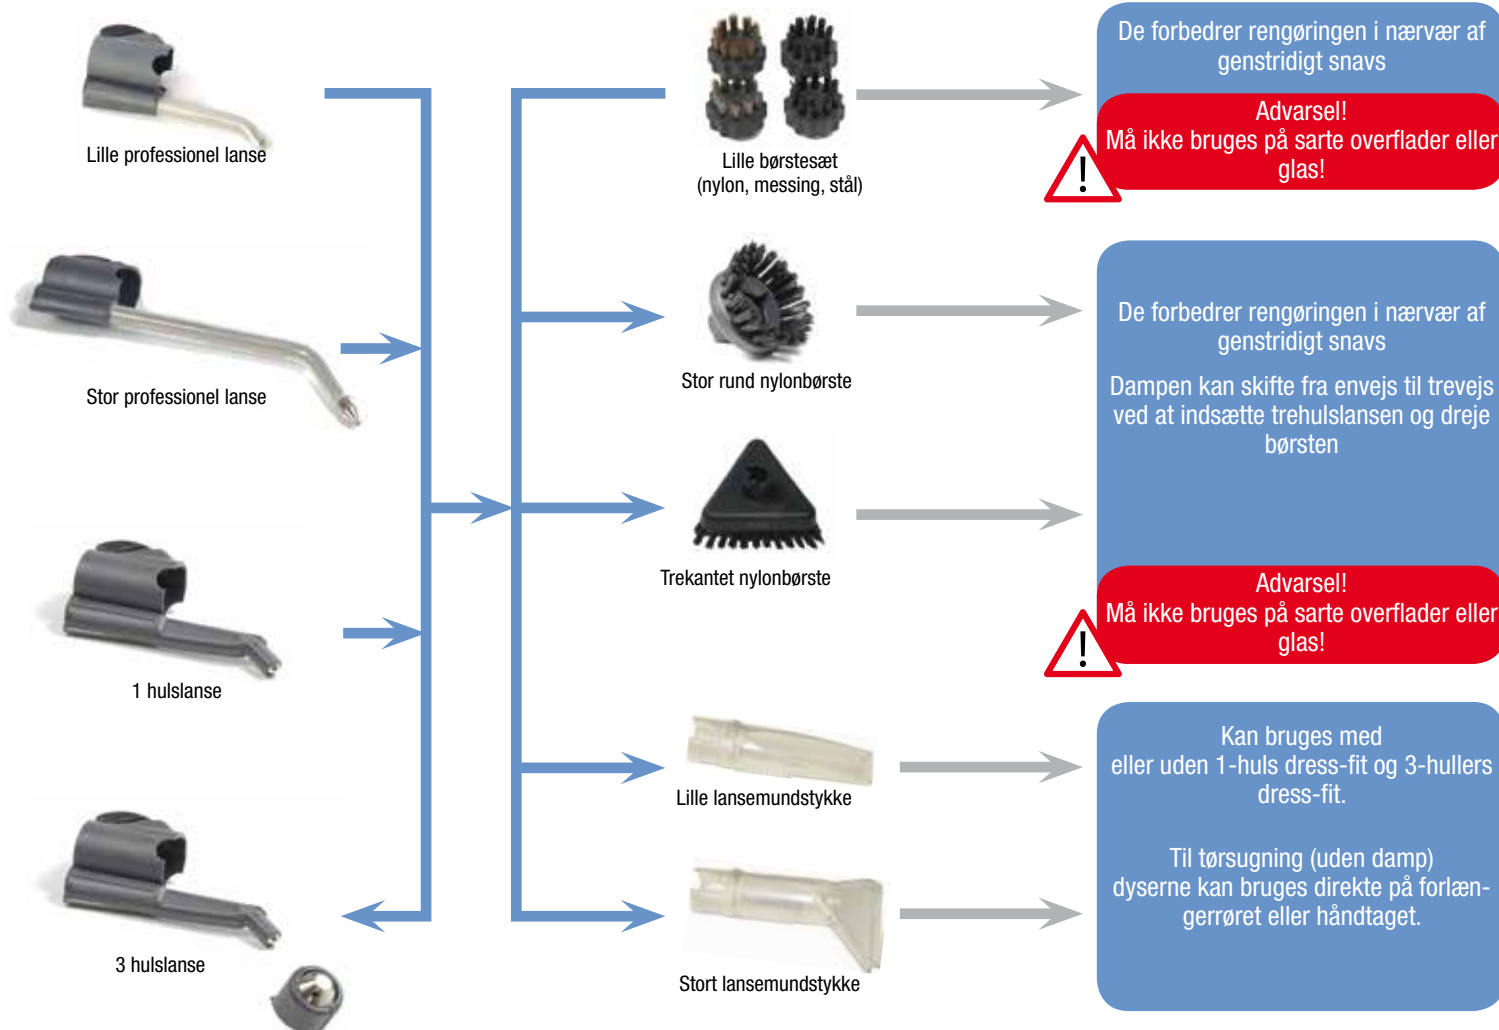 Lille professionel lanse
Stor professionel lanse
1 hulslanse
3 hulslanse
Lille børstesæt
(nylon, messing, stål)
Stor rund nylonbørste
Trekantet nylonbørste
Lille lansemundstykke
Stort lansemundstykke
De forbedrer rengøringen i nærvær af
genstridigt snavs
Advarsel!
Må ikke bruges på sarte overflader eller
glas!
De forbedrer rengøringen i nærvær af
genstridigt snavs
Dampen kan skifte fra envejs til trevejs
ved at indsætte trehulslansen og dreje
børsten
Advarsel!
Må ikke bruges på sarte overflader eller
glas!
Kan bruges med
eller uden 1-huls dress-fit og 3-hullers
dress-fit.
Til tørsugning (uden damp)
dyserne kan bruges direkte på forlæn-
gerrøret eller håndtaget.